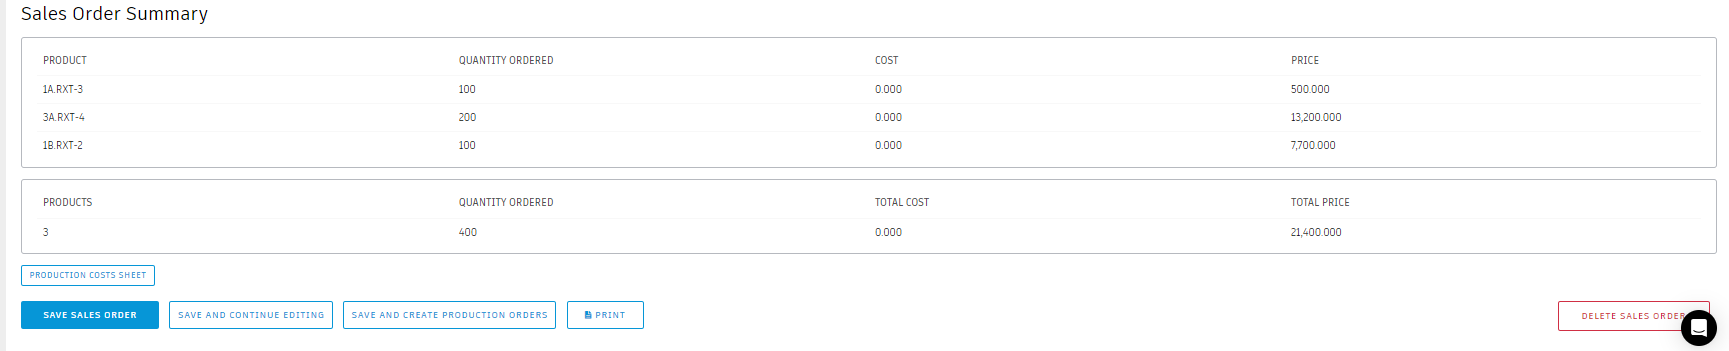 Sales Order Summary
PRODUCT QUANTITY ORDERED COST PRICE
1A.RXT-3 100 0.000 500.000
3A.RXT-4 200 0.000 13,200.000
1B.RXT-2 100 0.000 7,700.000
PRODUCTS QUANTITY ORDERED TOTAL COST TOTAL PRICE
3 400 0.000 21,400.000
PRODUCTION COSTS SHEET
SAVE SALES ORDER SAVE AND CONTINUE EDITING SAVE AND CREATE PRODUCTION ORDERS PRINT DELETE SALES ORDER